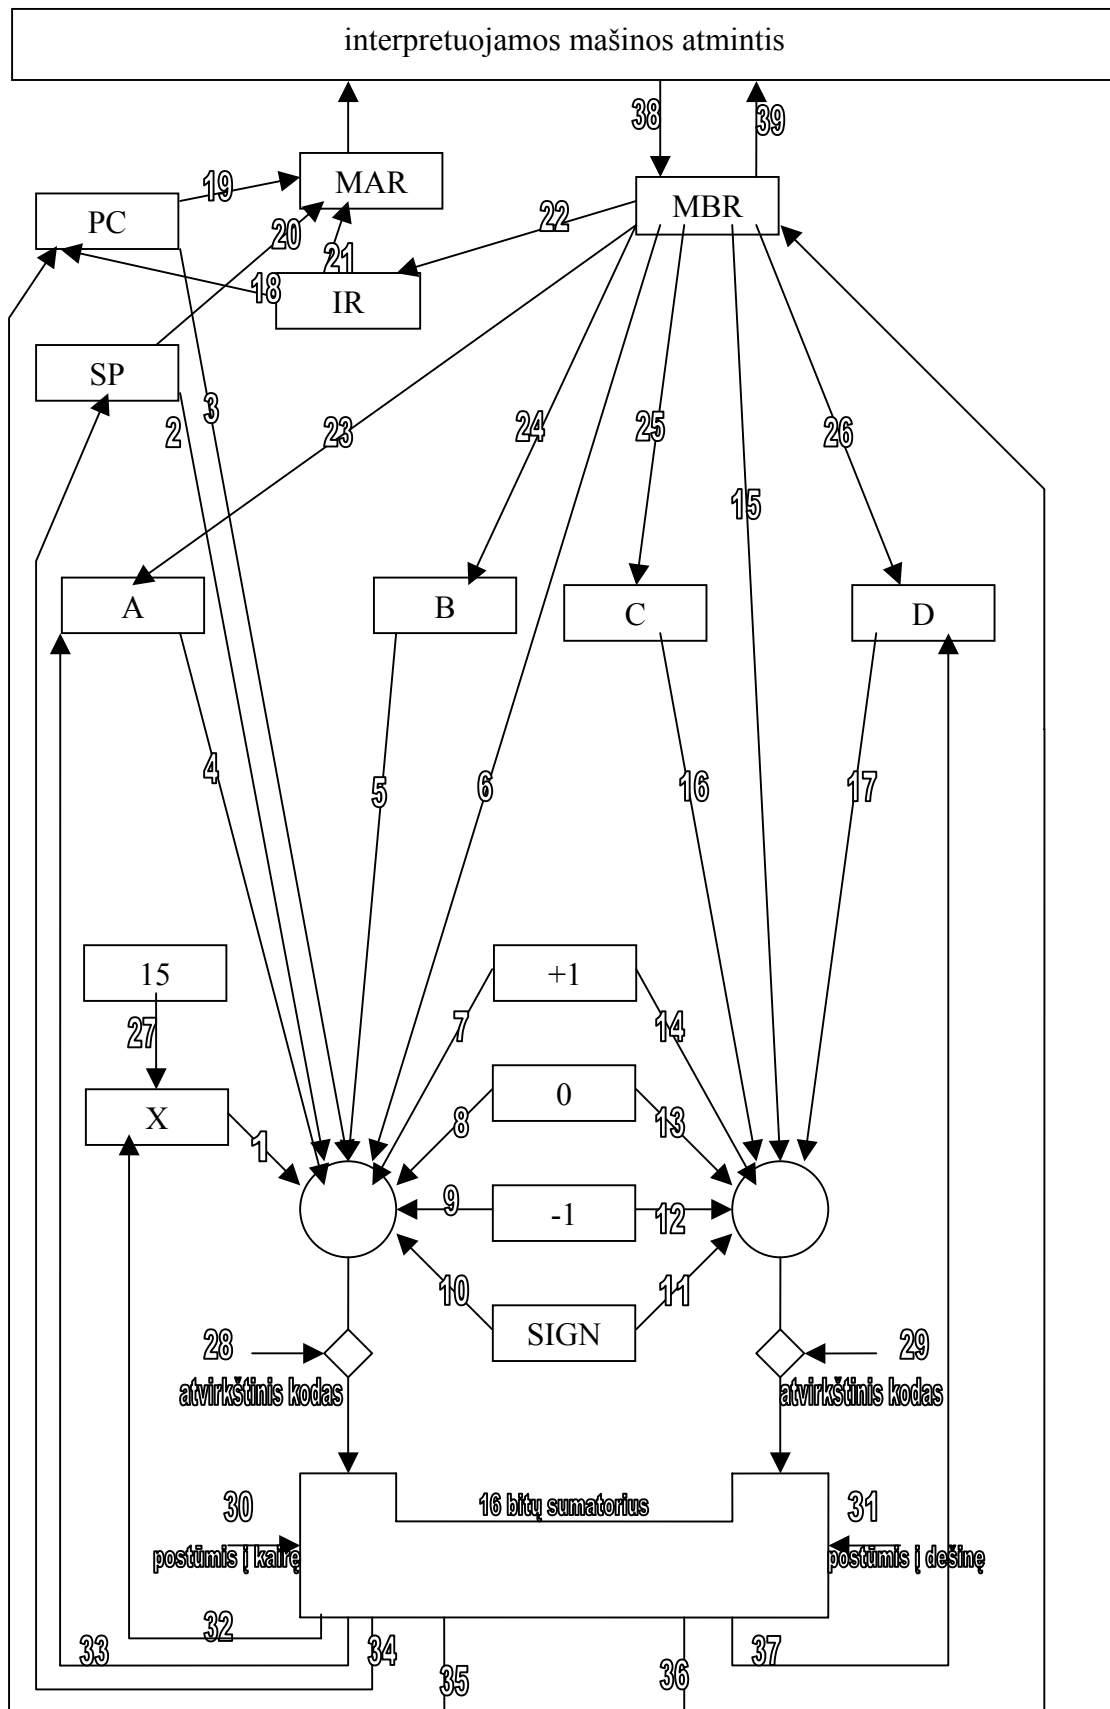 interpretuojamos mašinos atmintis
38
39
MAR
19
MBR
PC
22
20
21
18
IR
SP
3
2
23
24
25
26
15
A
B
C
D
4
5
6
16
17
15
+1
27
7
14
X
0
8
13
1
9
-1
12
10
11
SIGN
28
29
atvirkštinis kodas
atvirkštinis kodas
30
16 bitų sumatorius
31
postūmis į kairę
postūmis į dešinę
32
33
34
35
36
37